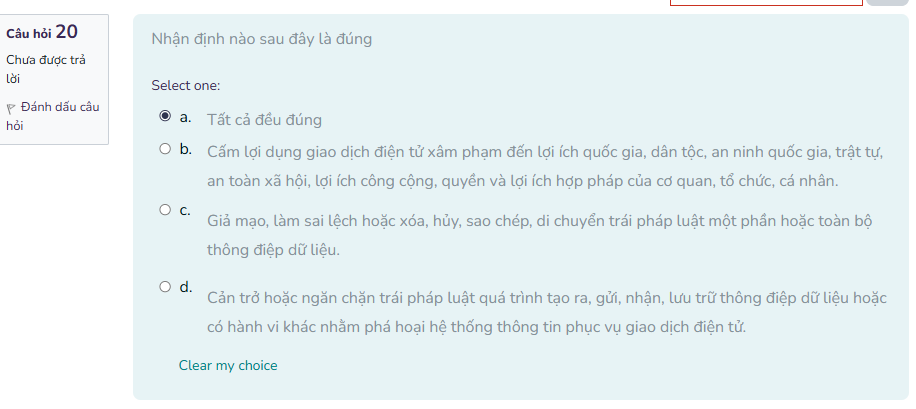 Câu hỏi 20
Chưa được trả
lời
Đánh dấu câu
hỏi
Nhận định nào sau đây là đúng
Select one:
a. Tất cả đều đúng
b. Cấm lợi dụng giao dịch điện tử xâm phạm đến lợi ích quốc gia, dân tộc, an ninh quốc gia, trật tự,
an toàn xã hội, lợi ích công cộng, quyền và lợi ích hợp pháp của cơ quan, tổ chức, cá nhân.
c. Giả mạo, làm sai lệch hoặc xóa, hủy, sao chép, di chuyển trái pháp luật một phần hoặc toàn bộ
thông điệp dữ liệu.
d. Cản trở hoặc ngăn chặn trái pháp luật quá trình tạo ra, gửi, nhận, lưu trữ thông điệp dữ liệu hoặc
có hành vi khác nhằm phá hoại hệ thống thông tin phục vụ giao dịch điện tử.
Clear my choice